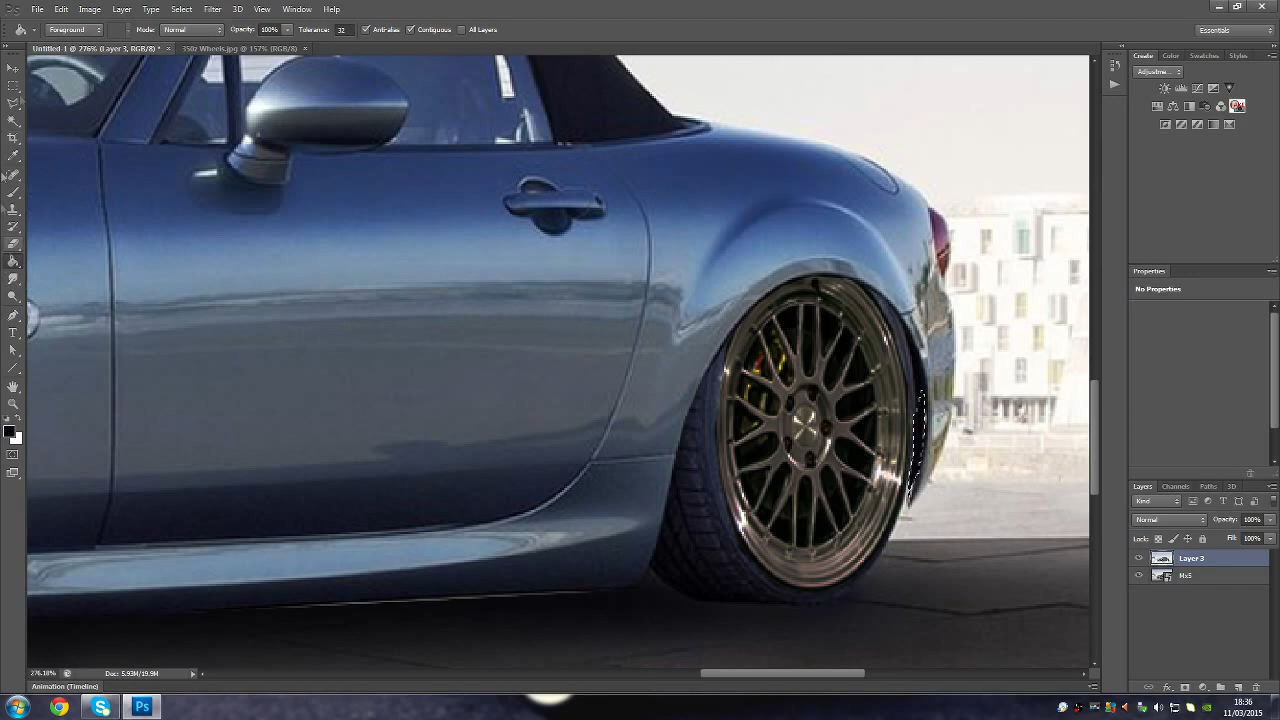 Ps File Edit Image Layer Type Select Filter 3D View Window Help
Foreground Mode: Normal Opacity: 100% Tolerance: 32 Anti-alias Contiguous All Layers Essentials
Untitled-1 @ 276% (Layer 3, RGB/8) * × 350z Wheels.jpg @ 157% (RGB/8) ×
Create Color Swatches Styles
Adjustme...
Properties
No Properties
Layers Channels Paths 3D
Kind
Normal Opacity: 100%
Lock: Fill: 100%
Layer 3
Mx5
276.18% Doc: 5.93M/19.9M
Animation (Timeline)
Ps
18:36
11/03/2015